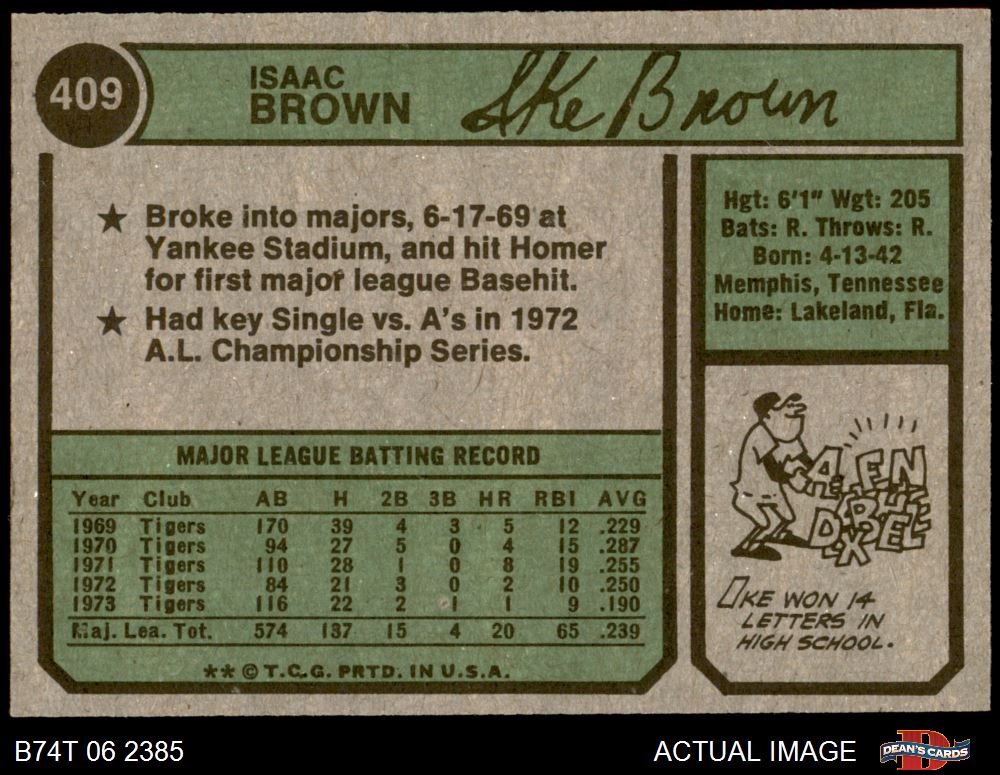 409
ISAAC
BROWN
Ike Brown
★ Broke into majors, 6-17-69 at
Yankee Stadium, and hit Homer
for first major league Basehit.
★ Had key Single vs. A's in 1972
A.L. Championship Series.
Hgt: 6'1" Wgt: 205
Bats: R. Throws: R.
Born: 4-13-42
Memphis, Tennessee
Home: Lakeland, Fla.
MAJOR LEAGUE BATTING RECORD
Year Club AB H 2B 3B HR RBI AVG
1969 Tigers 170 39 4 3 5 12 .229
1970 Tigers 94 27 5 0 4 15 .287
1971 Tigers 110 28 1 0 8 19 .255
1972 Tigers 84 21 3 0 2 10 .250
1973 Tigers 116 22 2 1 1 9 .190
Maj. Lea. Tot. 574 137 15 4 20 65 .239
** © T.C.G. PRTD. IN U.S.A.
IKE WON 14
LETTERS IN
HIGH SCHOOL.
B74T 06 2385
ACTUAL IMAGE
DEAN'S CARDS